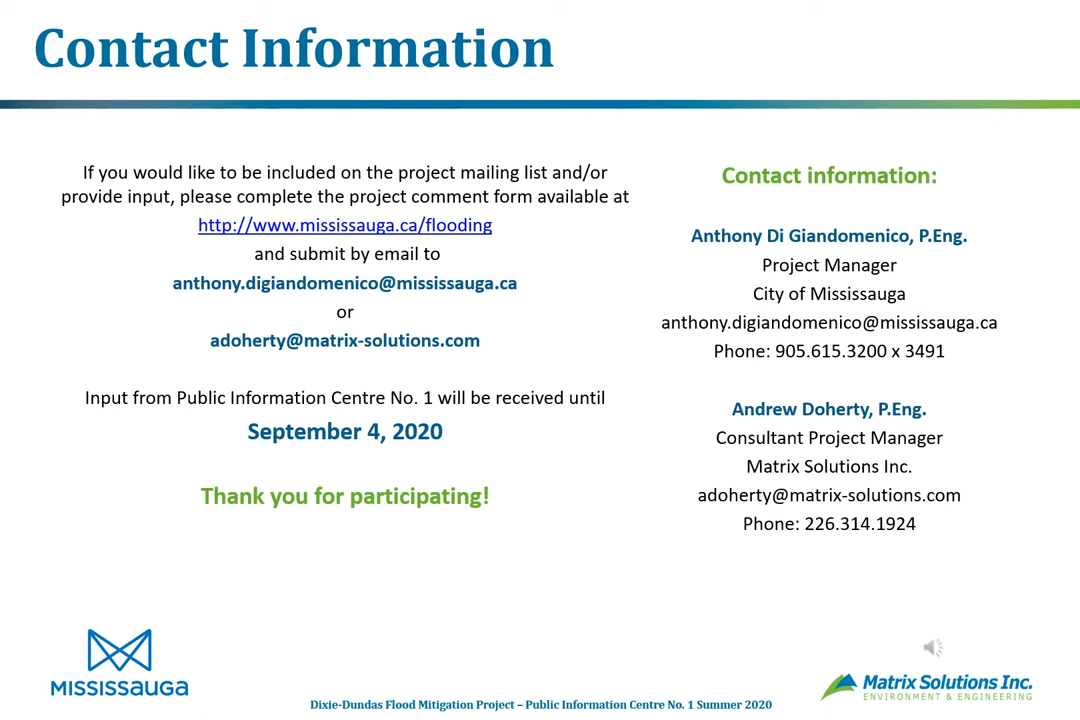 Contact Information
If you would like to be included on the project mailing list and/or
provide input, please complete the project comment form available at
http://www.mississauga.ca/flooding
and submit by email to
anthony.digiandomenico@mississauga.ca
or
adoherty@matrix-solutions.com
Input from Public Information Centre No. 1 will be received until
September 4, 2020
Thank you for participating!
Contact information:
Anthony Di Giandomenico, P.Eng.
Project Manager
City of Mississauga
anthony.digiandomenico@mississauga.ca
Phone: 905.615.3200 x 3491
Andrew Doherty, P.Eng.
Consultant Project Manager
Matrix Solutions Inc.
adoherty@matrix-solutions.com
Phone: 226.314.1924
MISSISSAUGA
Matrix Solutions Inc.
ENVIRONMENT & ENGINEERING
Dixie-Dundas Flood Mitigation Project – Public Information Centre No. 1 Summer 2020